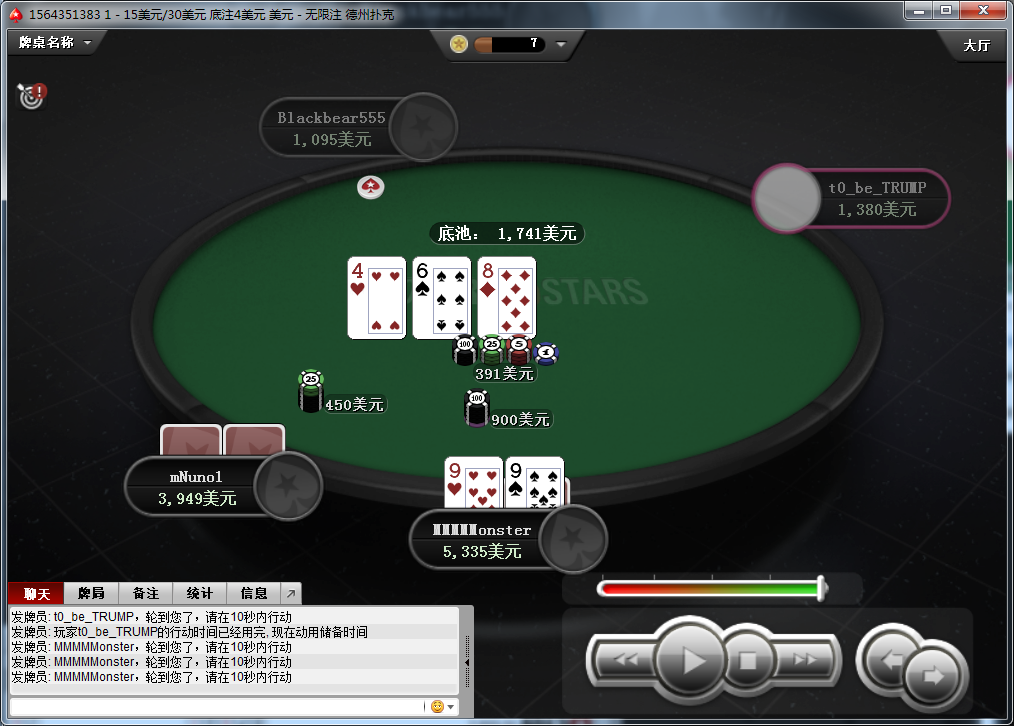 1564351383 1 - 15美元/30美元 底注4美元 美元 - 无限注 德州扑克
牌桌名称
7
大厅
Blackbear555
1,095美元
t0_be_TRUMP
1,380美元
底池： 1,741美元
4
6
8
STARS
100
25
5
1
391美元
25
450美元
100
900美元
9
9
mNuno1
3,949美元
MMMMMonster
5,335美元
聊天
牌局
备注
统计
信息
发牌员: t0_be_TRUMP，轮到您了，请在10秒内行动
发牌员: 玩家t0_be_TRUMP的行动时间已经用完,现在动用储备时间
发牌员: MMMMMonster，轮到您了，请在10秒内行动
发牌员: MMMMMonster，轮到您了，请在10秒内行动
发牌员: MMMMMonster，轮到您了，请在10秒内行动